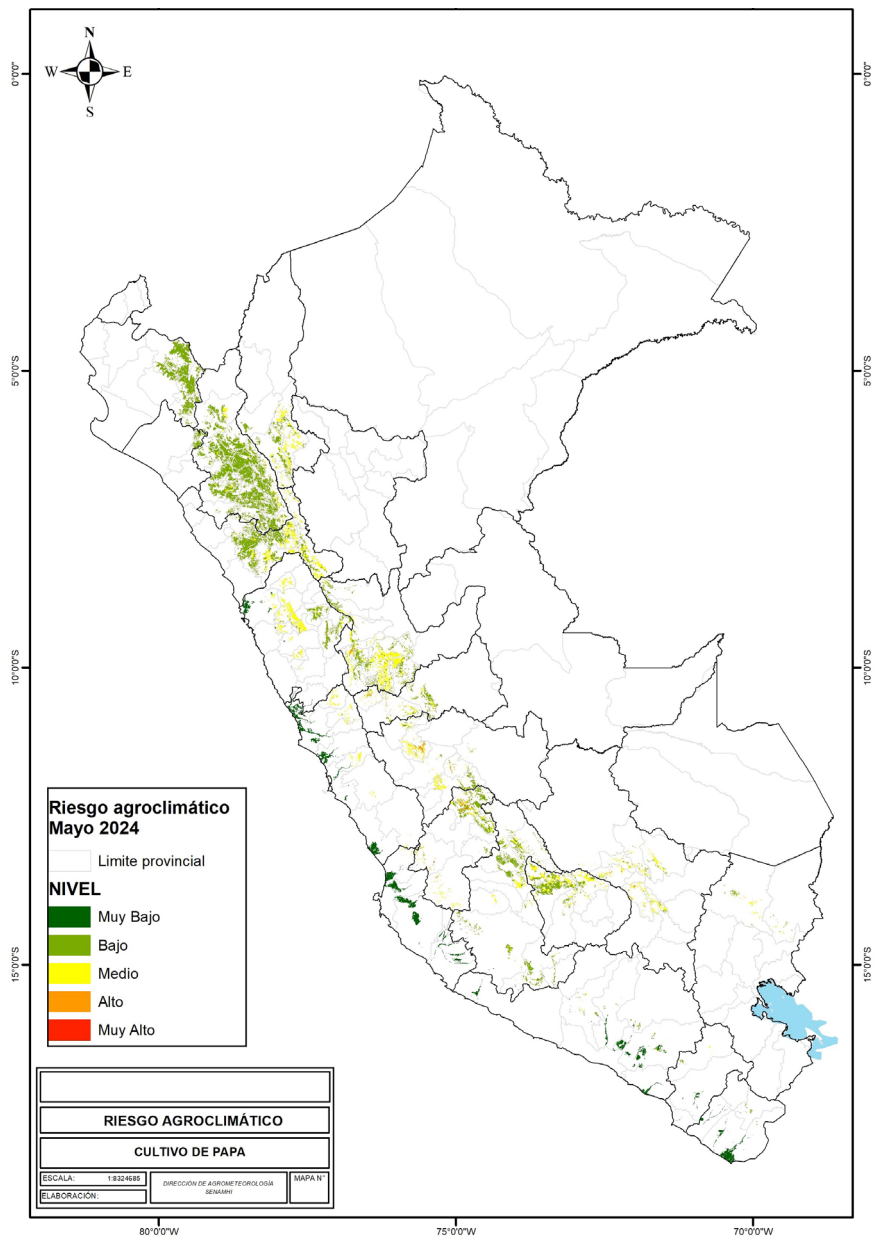 N
W E
S
0°0'0"
0°0'0"
5°0'0"S
5°0'0"S
10°0'0"S
10°0'0"S
15°0'0"S
15°0'0"S
Riesgo agroclimático
Mayo 2024
Limite provincial
NIVEL
Muy Bajo
Bajo
Medio
Alto
Muy Alto
RIESGO AGROCLIMÁTICO
CULTIVO DE PAPA
ESCALA: 1:8324685
ELABORACIÓN:
DIRECCIÓN DE AGROMETEOROLOGÍA
SENAMHI
MAPA N°
80°0'0"W 75°0'0"W 70°0'0"W